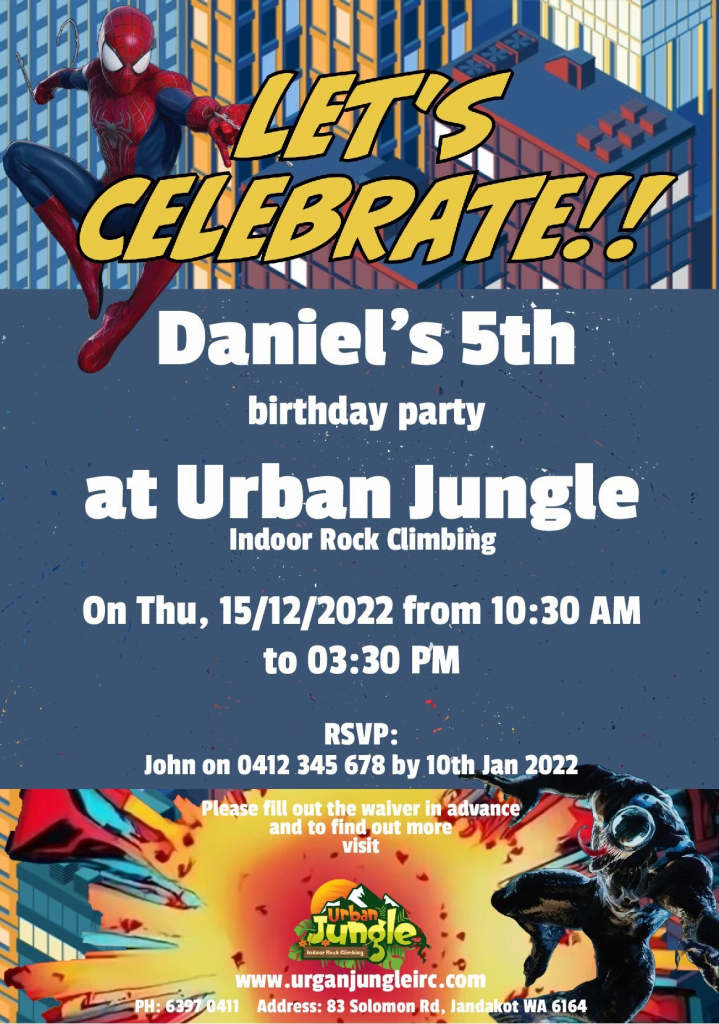 LET'S
CELEBRATE!!
Daniel's 5th
birthday party
at Urban Jungle
Indoor Rock Climbing
On Thu, 15/12/2022 from 10:30 AM
to 03:30 PM
RSVP:
John on 0412 345 678 by 10th Jan 2022
Please fill out the waiver in advance
and to find out more
visit
Urban
Jungle
Indoor Rock Climbing
www.urganjungleirc.com
PH: 6397 0411 Address: 83 Solomon Rd, Jandakot WA 6164